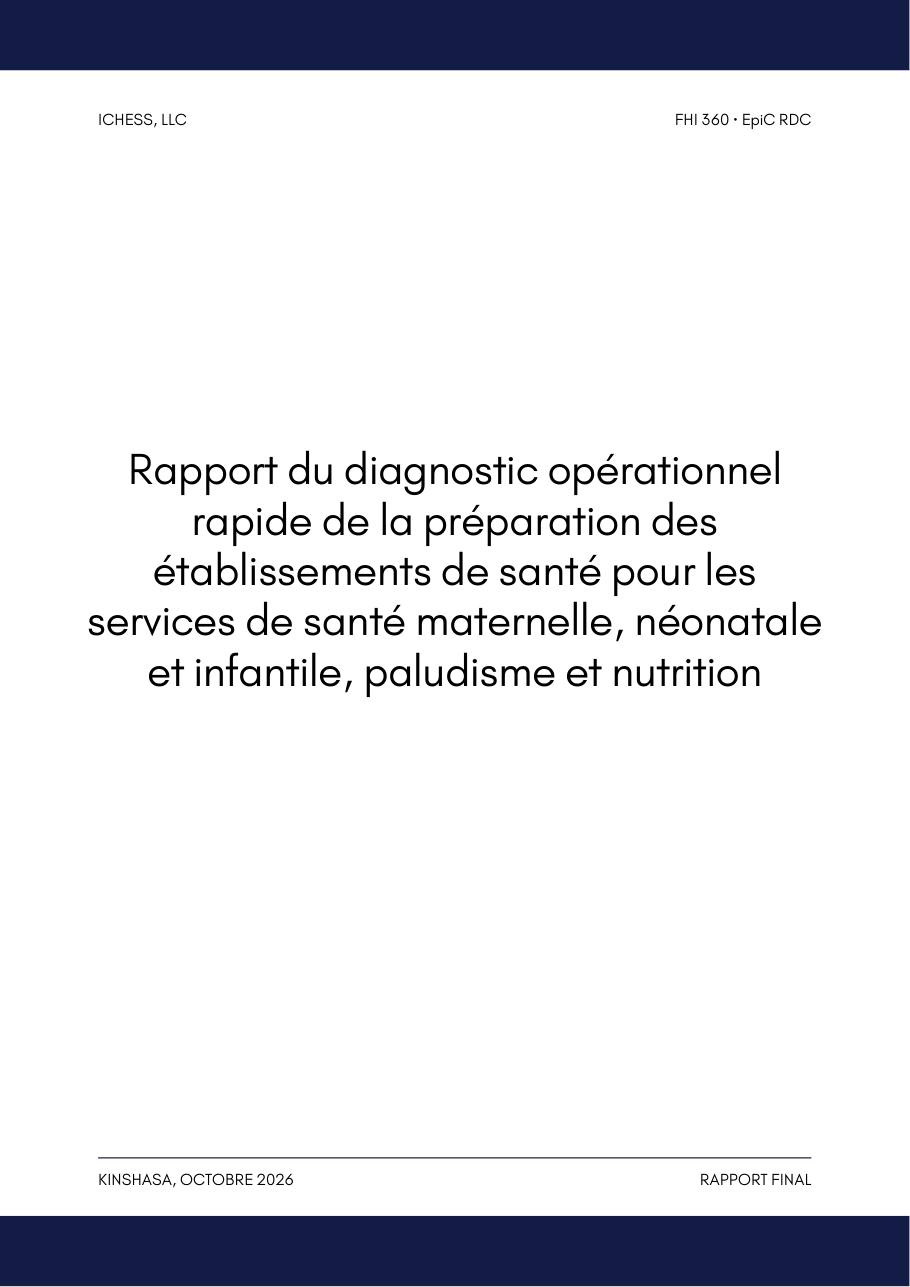 ICHESS, LLC
FHI 360 • EpiC RDC
Rapport du diagnostic opérationnel
rapide de la préparation des
établissements de santé pour les
services de santé maternelle, néonatale
et infantile, paludisme et nutrition
KINSHASA, OCTOBRE 2026
RAPPORT FINAL